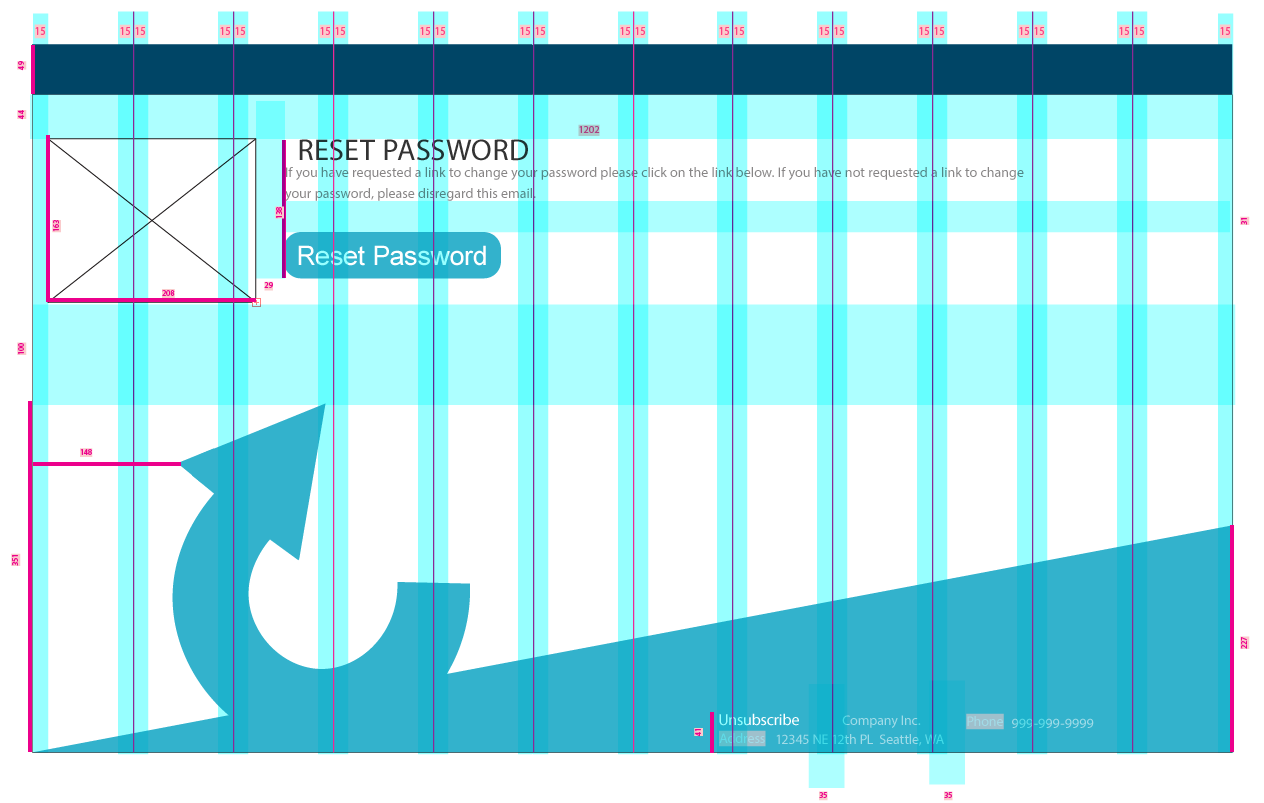 15 15 15 15 15 15 15 15 15 15 15 15 15 15 15 15 15 15 15 15 15 15 15 15
49
44
1202
RESET PASSWORD
If you have requested a link to change your password please click on the link below. If you have not requested a link to change
your password, please disregard this email.
138
163
31
Reset Password
29
208
100
148
351
227
Unsubscribe Company Inc. Phone 999-999-9999
41
Address 12345 NE 12th PL Seattle, WA
35 35